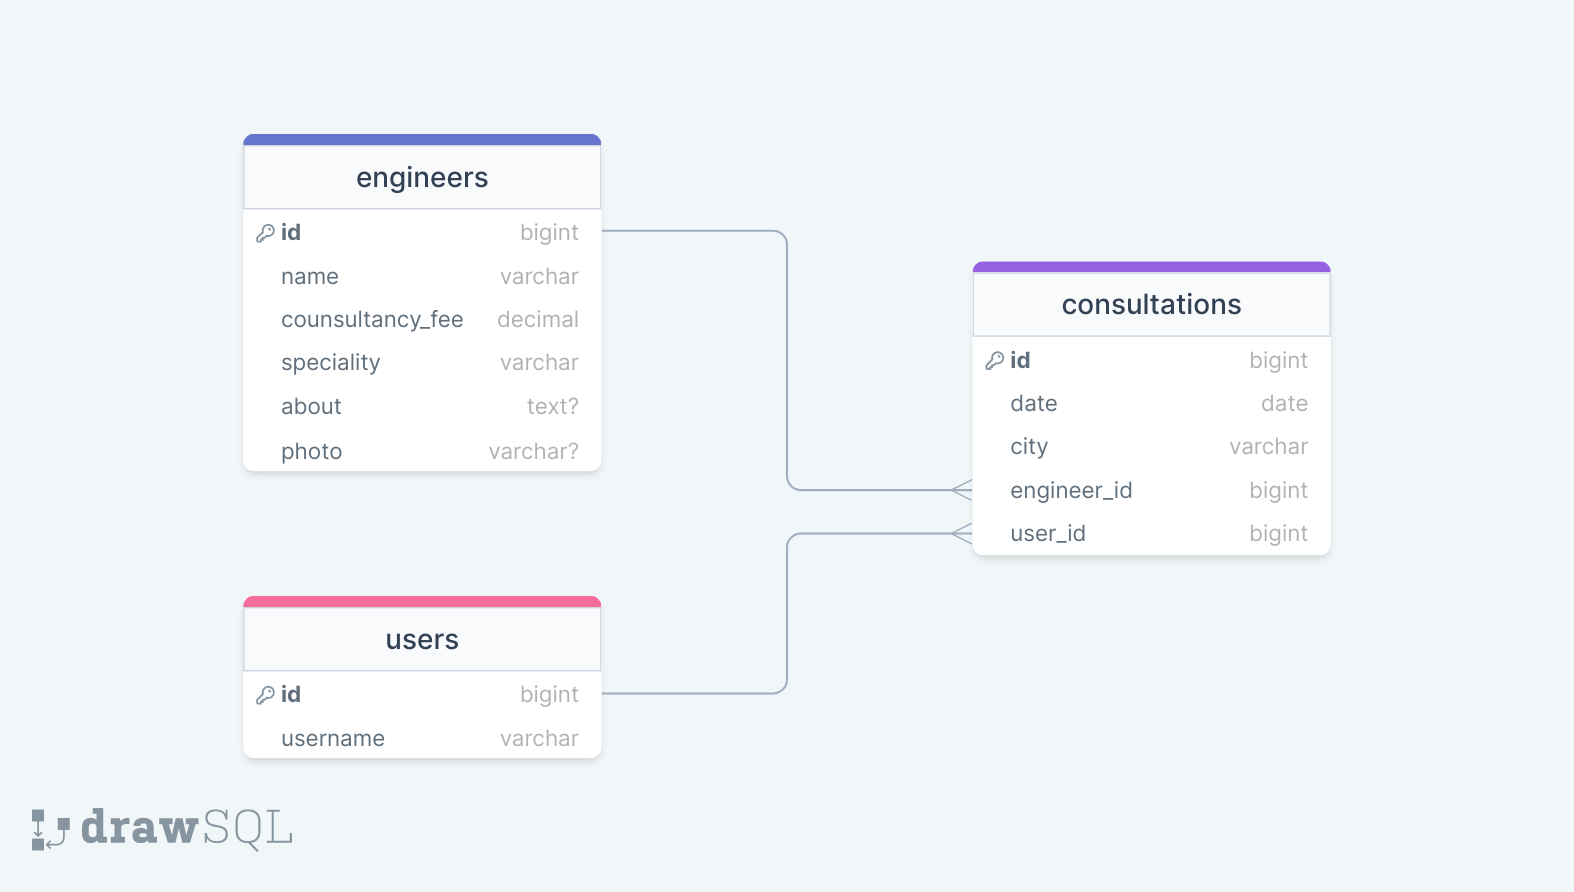 engineers
id bigint
name varchar
counsultancy_fee decimal
speciality varchar
about text?
photo varchar?
consultations
id bigint
date date
city varchar
engineer_id bigint
user_id bigint
users
id bigint
username varchar
drawSQL